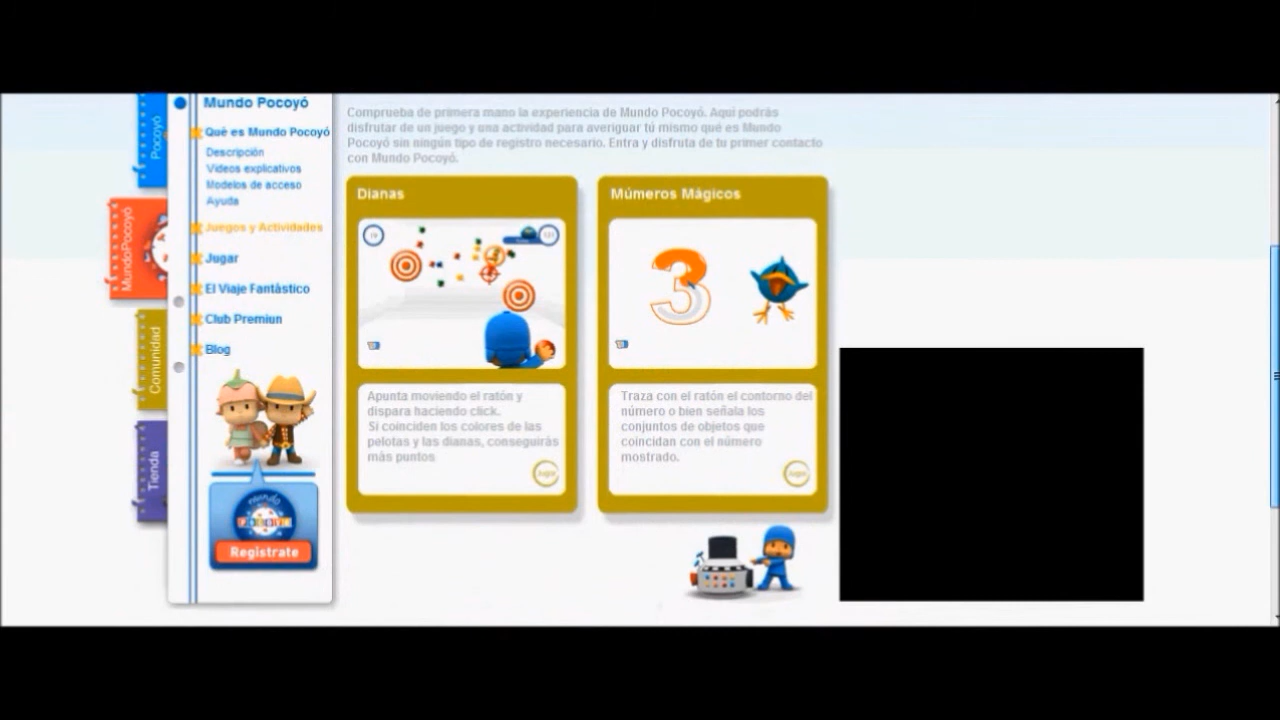 Mundo Pocoyó
Qué es Mundo Pocoyó
Descripción
Videos explicativos
Modelos de acceso
Ayuda
Juegos y Actividades
Jugar
El Viaje Fantástico
Club Premiun
Blog
mundo
POCOYO
Registrate
Pocoyó
MundoPocoyó
Comunidad
Tienda
Comprueba de primera mano la experiencia de Mundo Pocoyó. Aquí podrás
disfrutar de un juego y una actividad para averiguar tú mismo qué es Mundo
Pocoyó sin ningún tipo de registro necesario. Entra y disfruta de tu primer contacto
con Mundo Pocoyó.
Dianas
Apunta moviendo el ratón y
dispara haciendo click.
Si coinciden los colores de las
pelotas y las dianas, conseguirás
más puntos
Jugar
Múmeros Mágicos
3
Traza con el ratón el contorno del
número o bien señala los
conjuntos de objetos que
coincidan con el número
mostrado.
Jugar